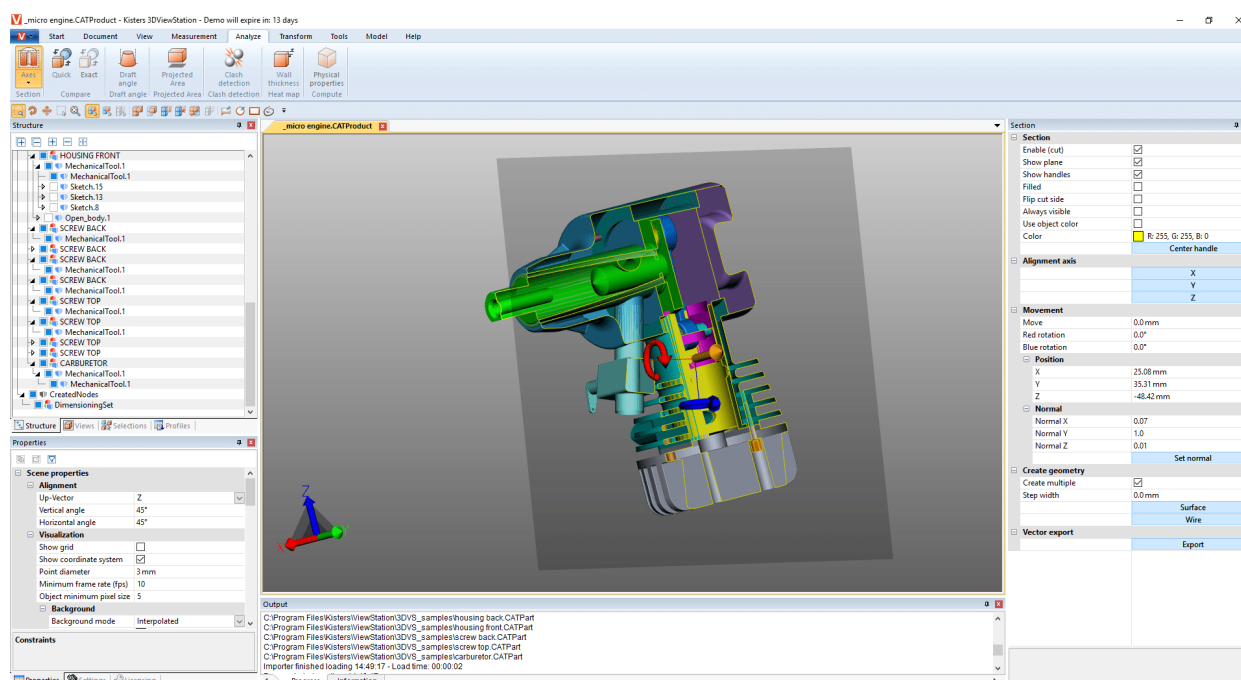 _micro engine.CATProduct - Kisters 3DViewStation - Demo will expire in: 13 days
Start Document View Measurement Analyze Transform Tools Model Help
Axes Quick Exact Draft angle Projected Area Clash detection Wall thickness Physical properties
Section Compare Draft angle Projected Area Clash detection Heat map Compute
Structure
HOUSING FRONT
MechanicalTool.1
MechanicalTool.1
Sketch.15
Sketch.13
Sketch.8
Open_body.1
SCREW BACK
MechanicalTool.1
SCREW BACK
SCREW BACK
MechanicalTool.1
SCREW BACK
MechanicalTool.1
SCREW TOP
MechanicalTool.1
SCREW TOP
MechanicalTool.1
SCREW TOP
SCREW TOP
CARBURETOR
MechanicalTool.1
MechanicalTool.1
CreatedNodes
DimensioningSet
Structure Views Selections Profiles
Properties
Scene properties
Alignment
Up-Vector Z
Vertical angle 45°
Horizontal angle 45°
Visualization
Show grid
Show coordinate system
Point diameter 3 mm
Minimum frame rate (fps) 10
Object minimum pixel size 5
Background
Background mode Interpolated
Constraints
Properties Settings Licensing
_micro engine.CATProduct
Z
X
Output
C:\Program Files\Kisters\ViewStation\3DVS_samples\housing back.CATPart
C:\Program Files\Kisters\ViewStation\3DVS_samples\housing front.CATPart
C:\Program Files\Kisters\ViewStation\3DVS_samples\screw back.CATPart
C:\Program Files\Kisters\ViewStation\3DVS_samples\screw top.CATPart
C:\Program Files\Kisters\ViewStation\3DVS_samples\carburetor.CATPart
Importer finished loading 14:49:17 - Load time: 00:00:02
Progress Information
Section
Section
Enable (cut)
Show plane
Show handles
Filled
Flip cut side
Always visible
Use object color
Color R: 255, G: 255, B: 0
Center handle
Alignment axis
X
Y
Z
Movement
Move 0.0 mm
Red rotation 0.0°
Blue rotation 0.0°
Position
X 25.08 mm
Y 35.31 mm
Z -48.42 mm
Normal
Normal X 0.07
Normal Y 1.0
Normal Z 0.01
Set normal
Create geometry
Create multiple
Step width 0.0 mm
Surface
Wire
Vector export
Export